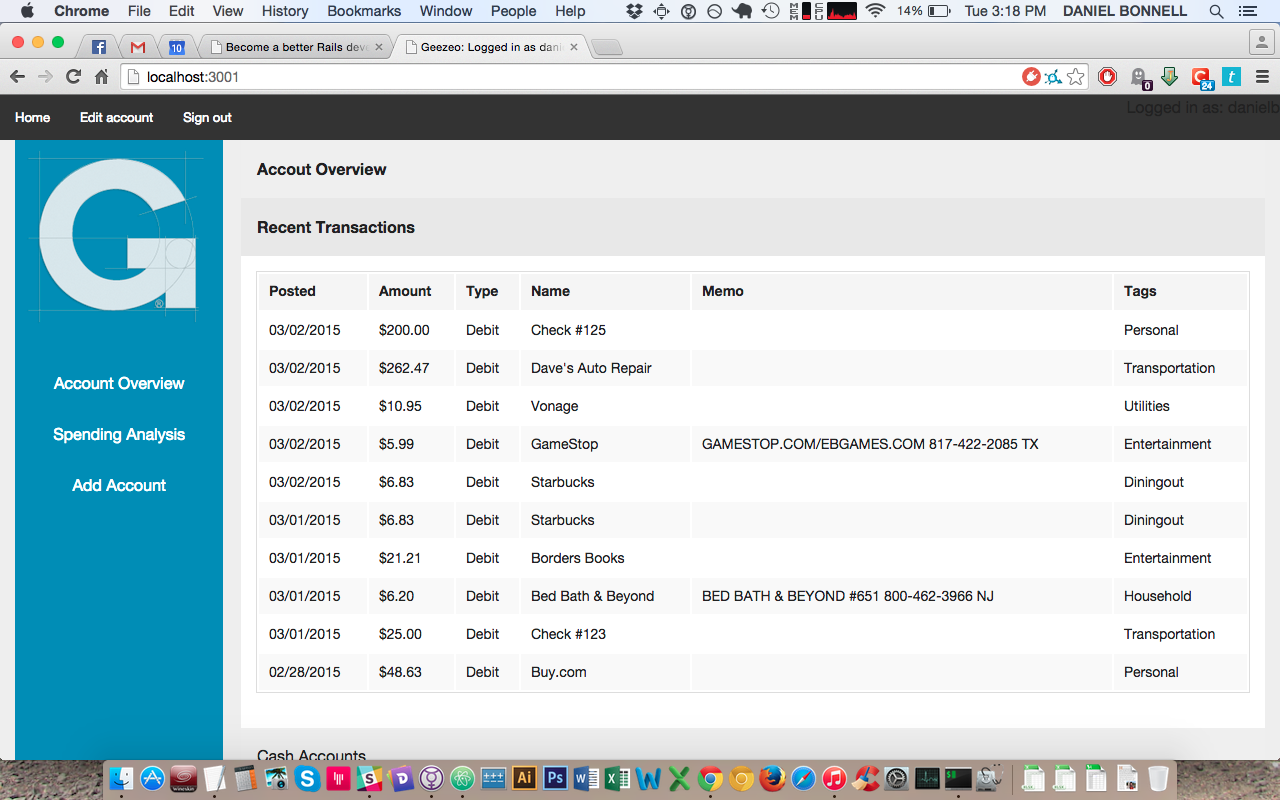 Chrome File Edit View History Bookmarks Window People Help 14% Tue 3:18 PM DANIEL BONNELL
Become a better Rails deve Geezeo: Logged in as dani
localhost:3001
Home Edit account Sign out Logged in as: danielb
Accout Overview
Recent Transactions
Posted Amount Type Name Memo Tags
03/02/2015 $200.00 Debit Check #125 Personal
03/02/2015 $262.47 Debit Dave's Auto Repair Transportation
03/02/2015 $10.95 Debit Vonage Utilities
03/02/2015 $5.99 Debit GameStop GAMESTOP.COM/EBGAMES.COM 817-422-2085 TX Entertainment
03/02/2015 $6.83 Debit Starbucks Diningout
03/01/2015 $6.83 Debit Starbucks Diningout
03/01/2015 $21.21 Debit Borders Books Entertainment
03/01/2015 $6.20 Debit Bed Bath & Beyond BED BATH & BEYOND #651 800-462-3966 NJ Household
03/01/2015 $25.00 Debit Check #123 Transportation
02/28/2015 $48.63 Debit Buy.com Personal
Account Overview
Spending Analysis
Add Account
Cash Accounts